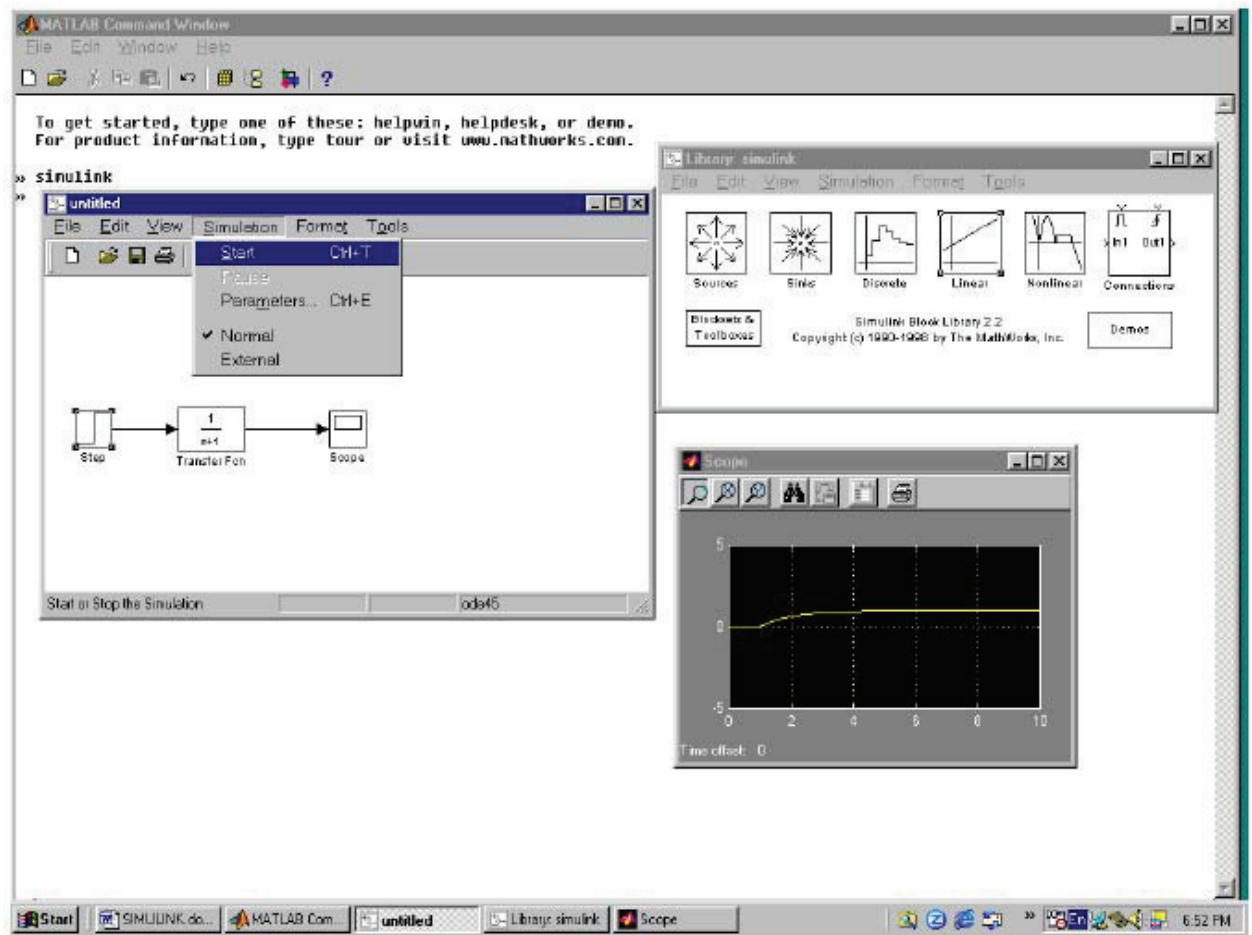 MATLAB Command Window
File Edit Window Help
?
To get started, type one of these: helpwin, helpdesk, or demo.
For product information, type tour or visit www.mathworks.com.
» simulink
»
untitled
File Edit View Simulation Format Tools
Start Ctrl+T
Pause
Parameters... Ctrl+E
✔ Normal
External
1
s+1
Step
Transfer Fcn
Scope
Start or Stop the Simulation
ode45
Library: simulink
File Edit View Simulation Format Tools
In1 Out1
Sources
Sinks
Discrete
Linear
Nonlinear
Connections
Blocksets &
Toolboxes
Simulink Block Library 2.2
Copyright (c) 1990-1998 by The MathWorks, Inc.
Demos
Scope
5
0
-5
0 2 4 6 8 10
Time offset: 0
Start
SIMULINK do...
MATLAB Com...
untitled
Library: simulink
Scope
»
En
6:52 PM